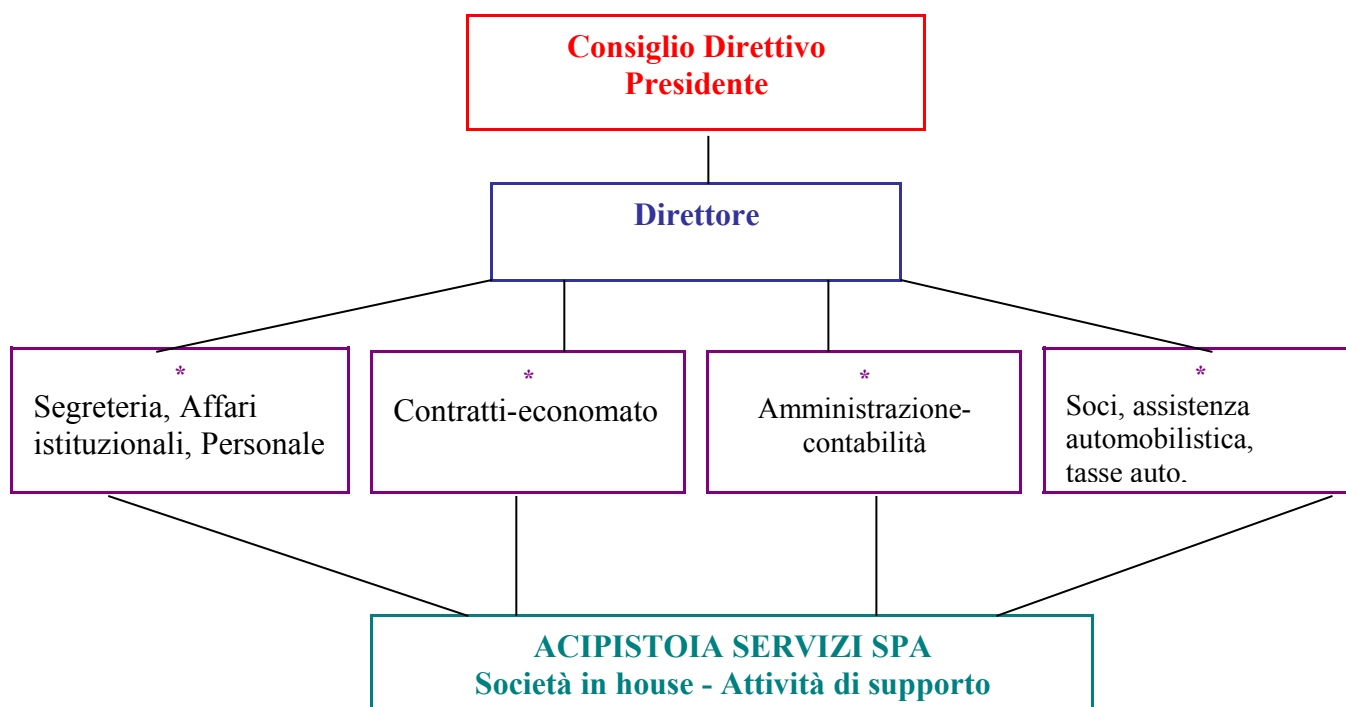 Consiglio Direttivo
Presidente
Direttore
*
Segreteria, Affari
istituzionali, Personale
*
Contratti-economato
*
Amministrazione-
contabilità
*
Soci, assistenza
automobilistica,
tasse auto.
ACIPISTOIA SERVIZI SPA
Società in house - Attività di supporto